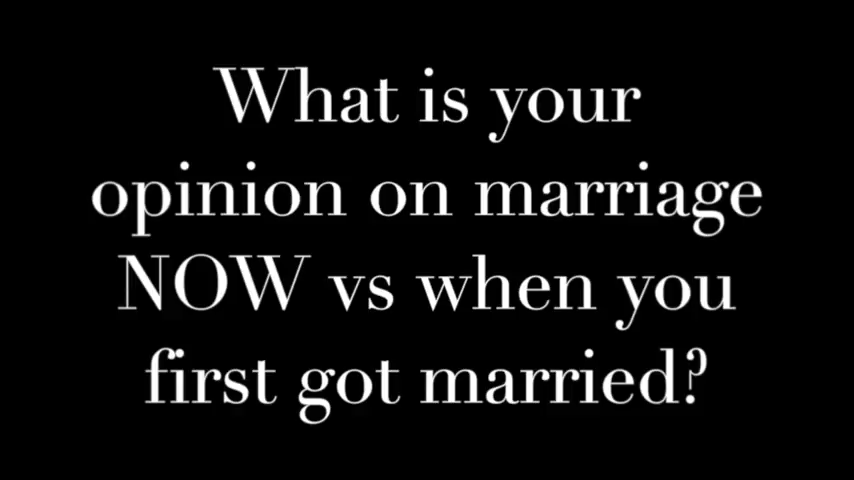 What is your
opinion on marriage
NOW vs when you
first got married?